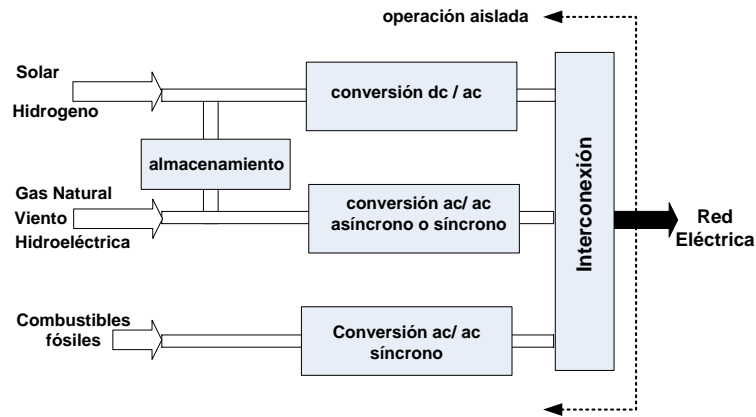 operación aislada
Solar
Hidrogeno
conversión dc / ac
almacenamiento
Gas Natural
Viento
Hidroeléctrica
conversión ac/ ac
asíncrono o síncrono
Interconexión
Red
Eléctrica
Combustibles
fósiles
Conversión ac/ ac
síncrono